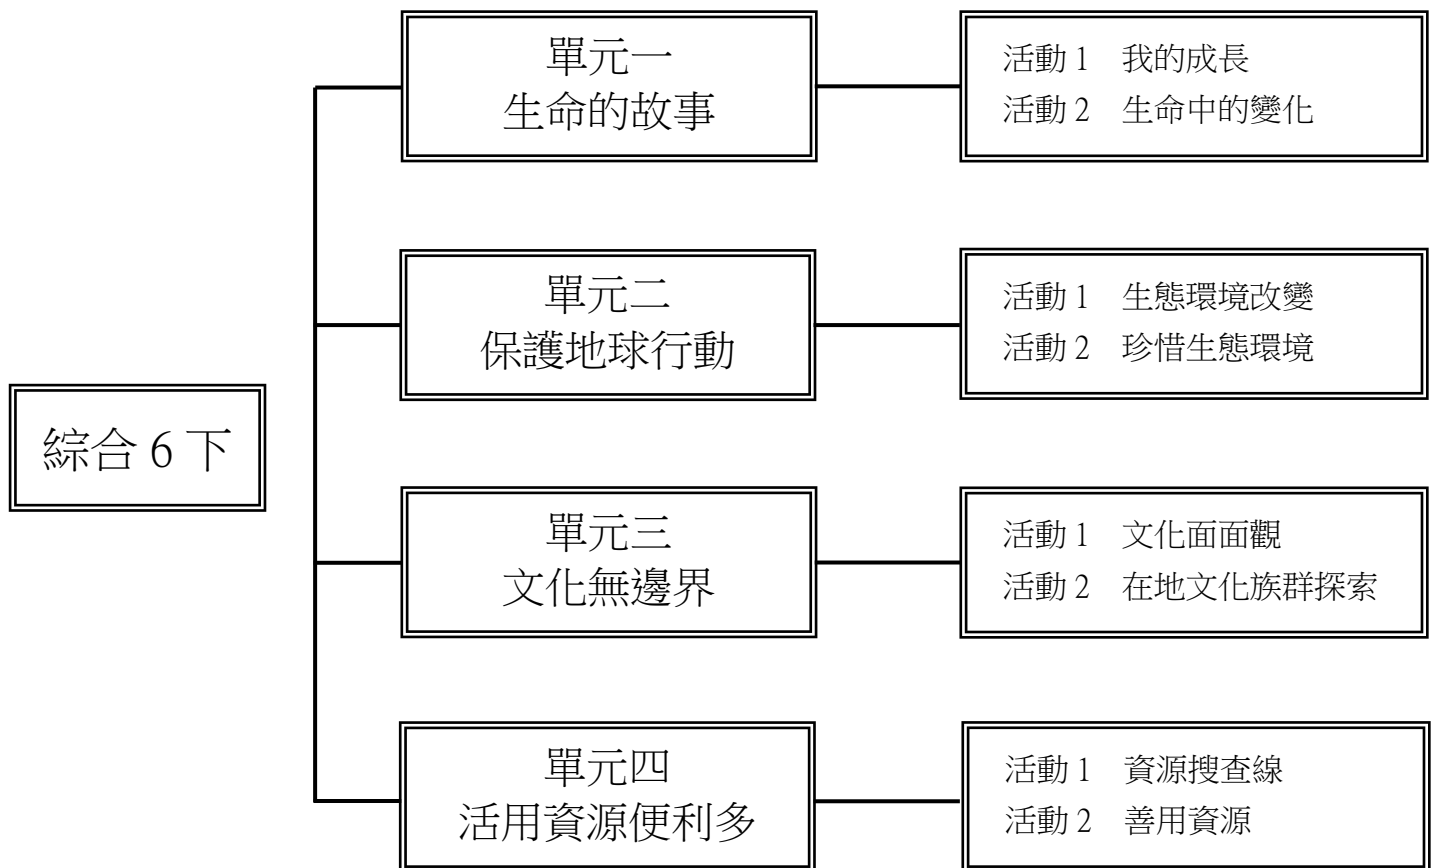 綜合 6 下
單元一
生命的故事
活動 1 我的成長
活動 2 生命中的變化
單元二
保護地球行動
活動 1 生態環境改變
活動 2 珍惜生態環境
單元三
文化無邊界
活動 1 文化面面觀
活動 2 在地文化族群探索
單元四
活用資源便利多
活動 1 資源搜查線
活動 2 善用資源